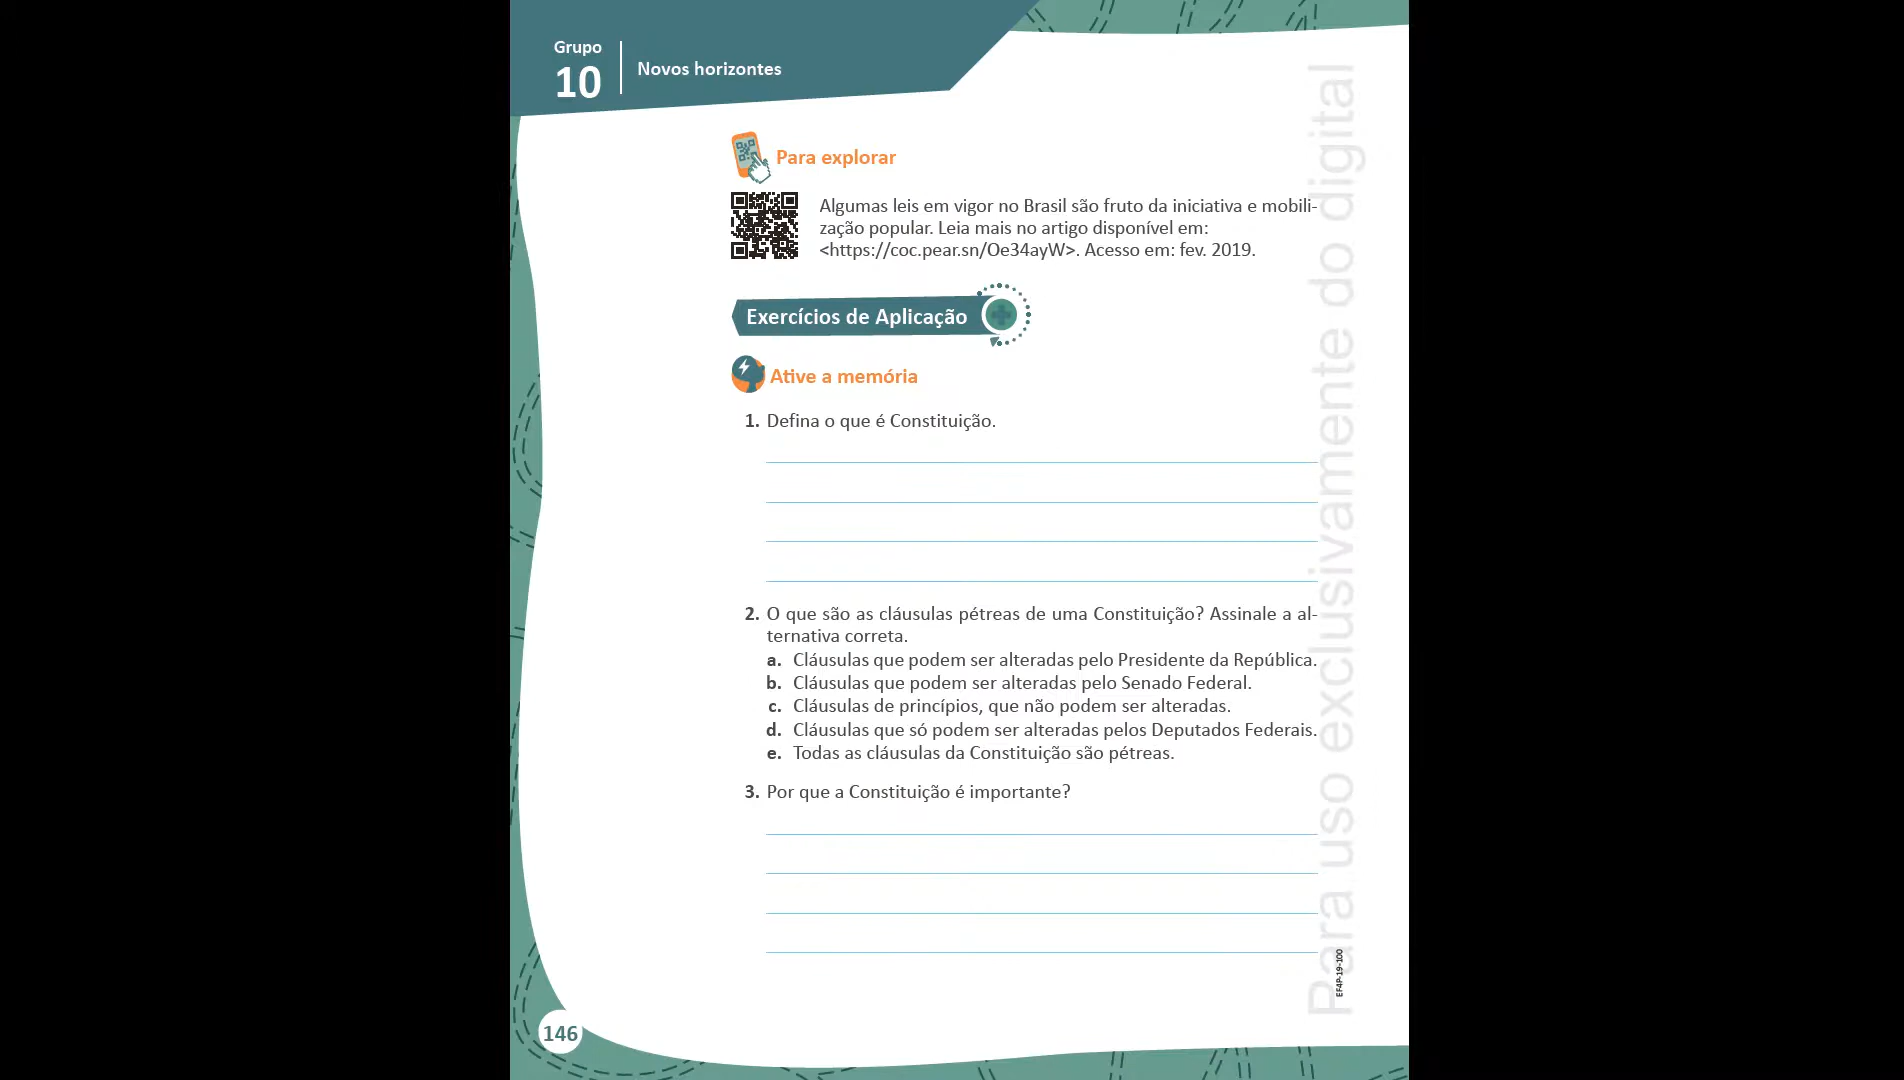 Grupo
10
Novos horizontes
Para explorar
Algumas leis em vigor no Brasil são fruto da iniciativa e mobili-
zação popular. Leia mais no artigo disponível em:
<https://coc.pear.sn/Oe34ayW>. Acesso em: fev. 2019.
Exercícios de Aplicação
Ative a memória
1. Defina o que é Constituição.
2. O que são as cláusulas pétreas de uma Constituição? Assinale a al-
ternativa correta.
a. Cláusulas que podem ser alteradas pelo Presidente da República.
b. Cláusulas que podem ser alteradas pelo Senado Federal.
c. Cláusulas de princípios, que não podem ser alteradas.
d. Cláusulas que só podem ser alteradas pelos Deputados Federais.
e. Todas as cláusulas da Constituição são pétreas.
3. Por que a Constituição é importante?
Para uso exclusivamente do digital
EF4P-19-100
146